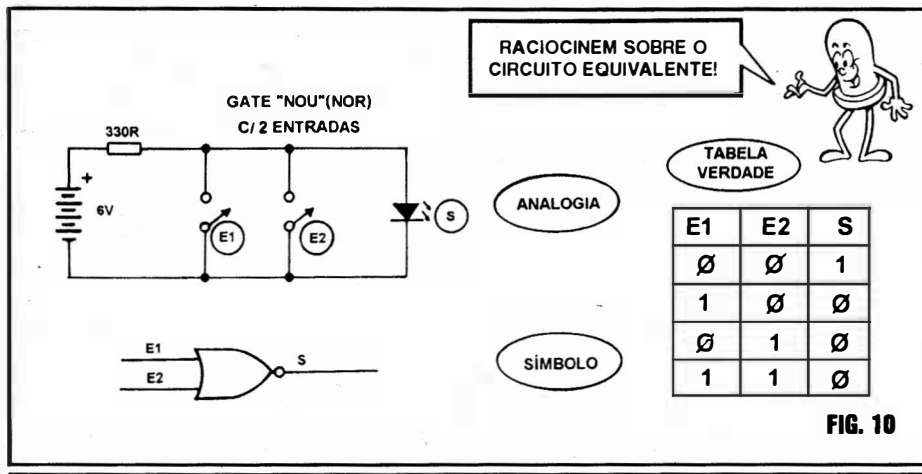 RACIOCINEM SOBRE O
CIRCUITO EQUIVALENTE!
GATE "NOU"(NOR)
C/ 2 ENTRADAS
330R
+
6V
E1
E2
S
ANALOGIA
TABELA
VERDADE
E1 E2 S
Ø Ø 1
1 Ø Ø
Ø 1 Ø
1 1 Ø
E1
E2
S
SÍMBOLO
FIG. 10